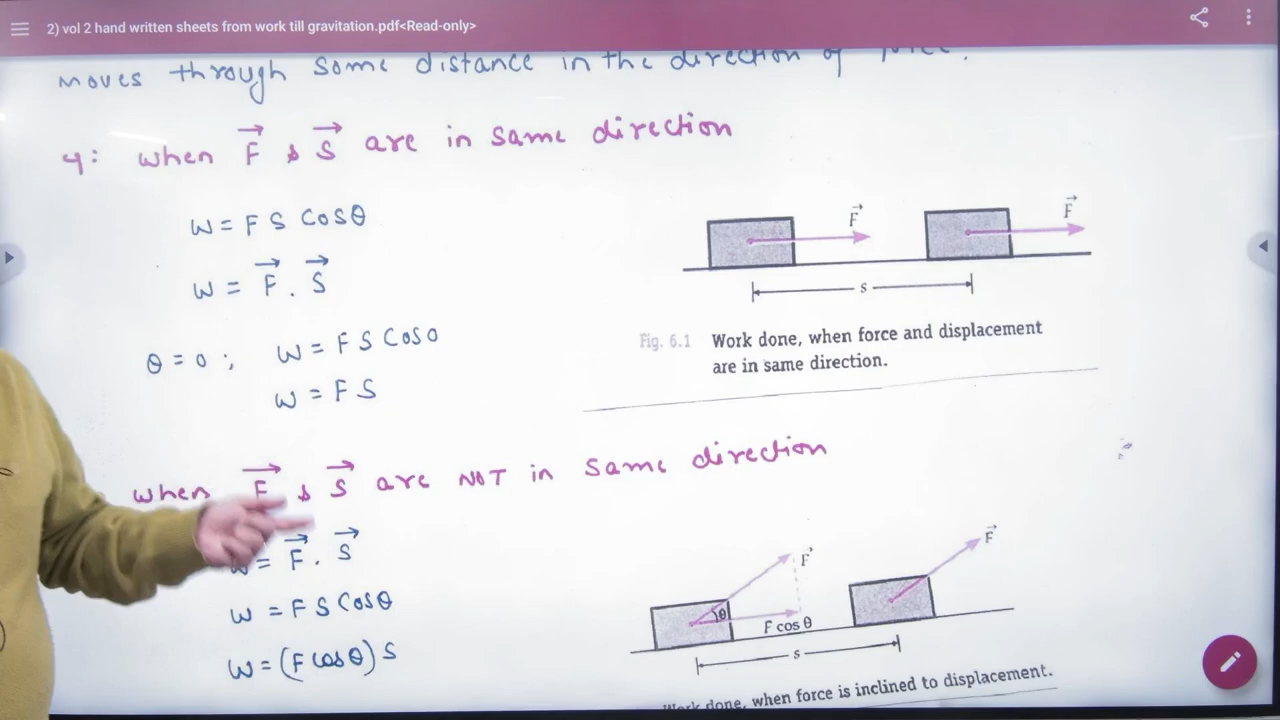 2) vol 2 hand written sheets from work till gravitation.pdf<Read-only>
moves through some distance in the direction of force.
4: when F⃗ & S⃗ are in same direction
W = F S Cosθ
W = F⃗ . S⃗
θ = 0 ; W = F S Cos0
W = F S
F⃗ F⃗
s
Fig. 6.1 Work done, when force and displacement
are in same direction.
when F⃗ & S⃗ are NOT in same direction
W = F⃗ . S⃗
W = F S Cosθ
W = (F cosθ) S
F⃗ F⃗
θ
F cos θ
s
Work done, when force is inclined to displacement.